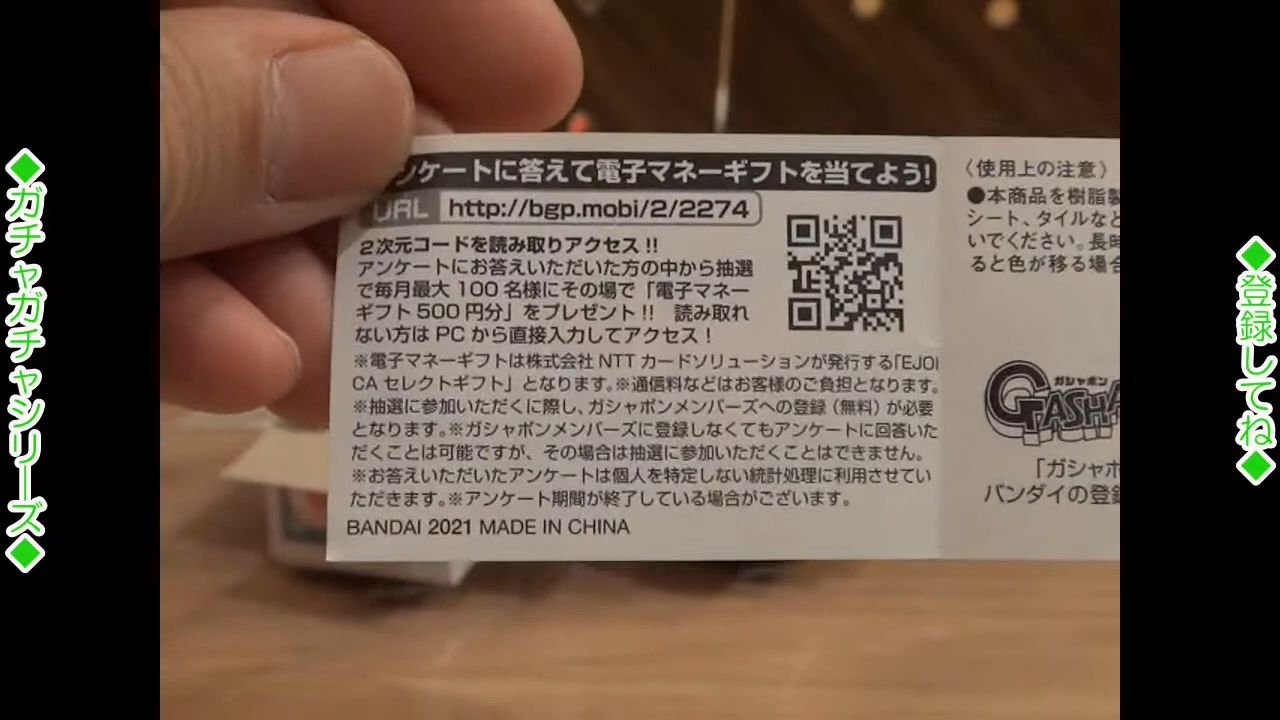 ◆ガチャガチャシリーズ◆
ンケートに答えて電子マネーギフトを当てよう!
URL http://bgp.mobi/2/2274
2次元コードを読み取りアクセス!!
アンケートにお答えいただいた方の中から抽選
で毎月最大100名様にその場で「電子マネー
ギフト500円分」をプレゼント!! 読み取れ
ない方はPCから直接入力してアクセス!
※電子マネーギフトは株式会社NTTカードソリューションが発行する「EJOI
CAセレクトギフト」となります。※通信料などはお客様のご負担となります。
※抽選に参加いただくに際し、ガシャポンメンバーズへの登録(無料)が必要
となります。※ガシャポンメンバーズに登録しなくてもアンケートに回答いた
だくことは可能ですが、その場合は抽選に参加いただくことはできません。
※お答えいただいたアンケートは個人を特定しない統計処理に利用させてい
ただきます。※アンケート期間が終了している場合がございます。
BANDAI 2021 MADE IN CHINA
〈使用上の注意〉
●本商品を樹脂製
シート、タイルなど
いでください。長時
ると色が移る場合
ガシャポン
GASHA
「ガシャポ
バンダイの登録
◆登録してね◆